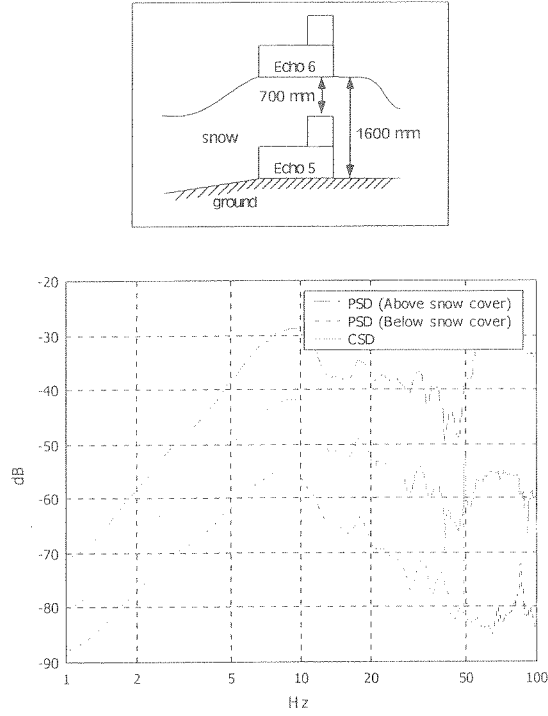 Echo 6
700 mm
1600 mm
snow
Echo 5
ground
-20
-30
-40
-50
-60
-70
-80
-90
dB
PSD (Above snow cover)
PSD (Below snow cover)
CSD
1
2
5
10
20
50
100
Hz